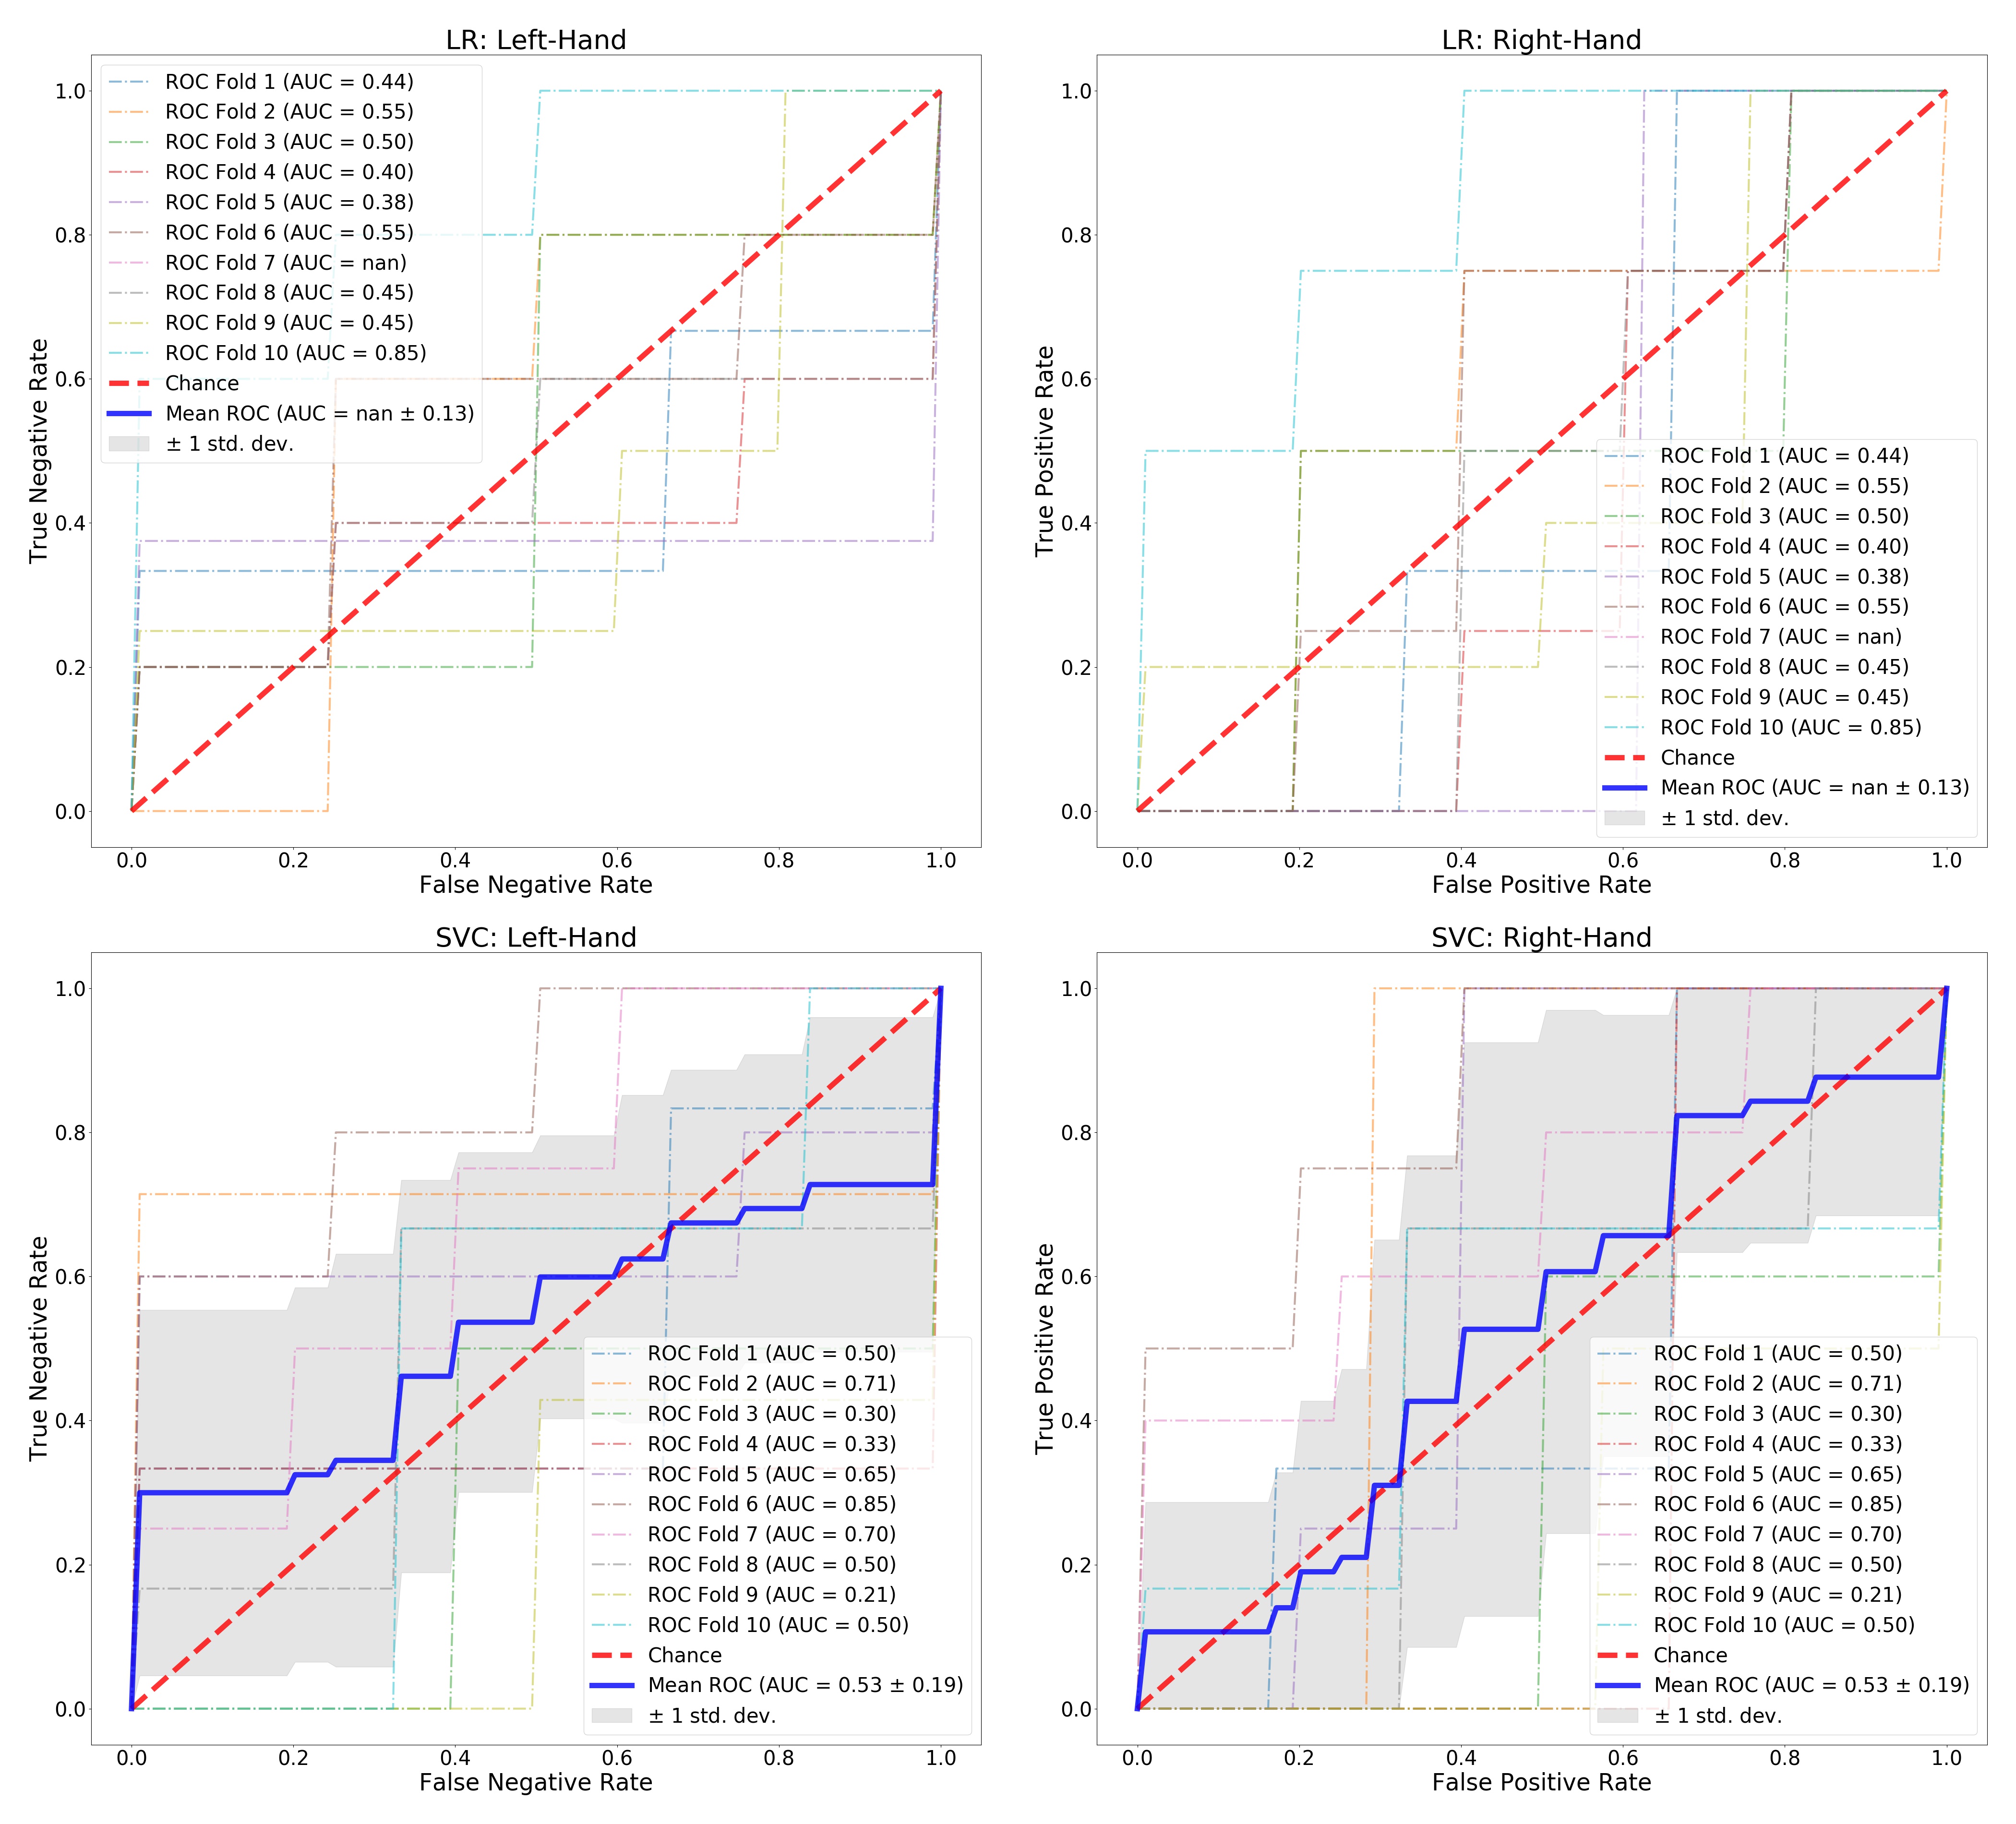 LR: Left-Hand
True Negative Rate
1.0
0.8
0.6
0.4
0.2
0.0
ROC Fold 1 (AUC = 0.44)
ROC Fold 2 (AUC = 0.55)
ROC Fold 3 (AUC = 0.50)
ROC Fold 4 (AUC = 0.40)
ROC Fold 5 (AUC = 0.38)
ROC Fold 6 (AUC = 0.55)
ROC Fold 7 (AUC = nan)
ROC Fold 8 (AUC = 0.45)
ROC Fold 9 (AUC = 0.45)
ROC Fold 10 (AUC = 0.85)
Chance
Mean ROC (AUC = nan ± 0.13)
± 1 std. dev.
0.0 0.2 0.4 0.6 0.8 1.0
False Negative Rate
LR: Right-Hand
True Positive Rate
1.0
0.8
0.6
0.4
0.2
0.0
ROC Fold 1 (AUC = 0.44)
ROC Fold 2 (AUC = 0.55)
ROC Fold 3 (AUC = 0.50)
ROC Fold 4 (AUC = 0.40)
ROC Fold 5 (AUC = 0.38)
ROC Fold 6 (AUC = 0.55)
ROC Fold 7 (AUC = nan)
ROC Fold 8 (AUC = 0.45)
ROC Fold 9 (AUC = 0.45)
ROC Fold 10 (AUC = 0.85)
Chance
Mean ROC (AUC = nan ± 0.13)
± 1 std. dev.
0.0 0.2 0.4 0.6 0.8 1.0
False Positive Rate
SVC: Left-Hand
True Negative Rate
1.0
0.8
0.6
0.4
0.2
0.0
ROC Fold 1 (AUC = 0.50)
ROC Fold 2 (AUC = 0.71)
ROC Fold 3 (AUC = 0.30)
ROC Fold 4 (AUC = 0.33)
ROC Fold 5 (AUC = 0.65)
ROC Fold 6 (AUC = 0.85)
ROC Fold 7 (AUC = 0.70)
ROC Fold 8 (AUC = 0.50)
ROC Fold 9 (AUC = 0.21)
ROC Fold 10 (AUC = 0.50)
Chance
Mean ROC (AUC = 0.53 ± 0.19)
± 1 std. dev.
0.0 0.2 0.4 0.6 0.8 1.0
False Negative Rate
SVC: Right-Hand
True Positive Rate
1.0
0.8
0.6
0.4
0.2
0.0
ROC Fold 1 (AUC = 0.50)
ROC Fold 2 (AUC = 0.71)
ROC Fold 3 (AUC = 0.30)
ROC Fold 4 (AUC = 0.33)
ROC Fold 5 (AUC = 0.65)
ROC Fold 6 (AUC = 0.85)
ROC Fold 7 (AUC = 0.70)
ROC Fold 8 (AUC = 0.50)
ROC Fold 9 (AUC = 0.21)
ROC Fold 10 (AUC = 0.50)
Chance
Mean ROC (AUC = 0.53 ± 0.19)
± 1 std. dev.
0.0 0.2 0.4 0.6 0.8 1.0
False Positive Rate